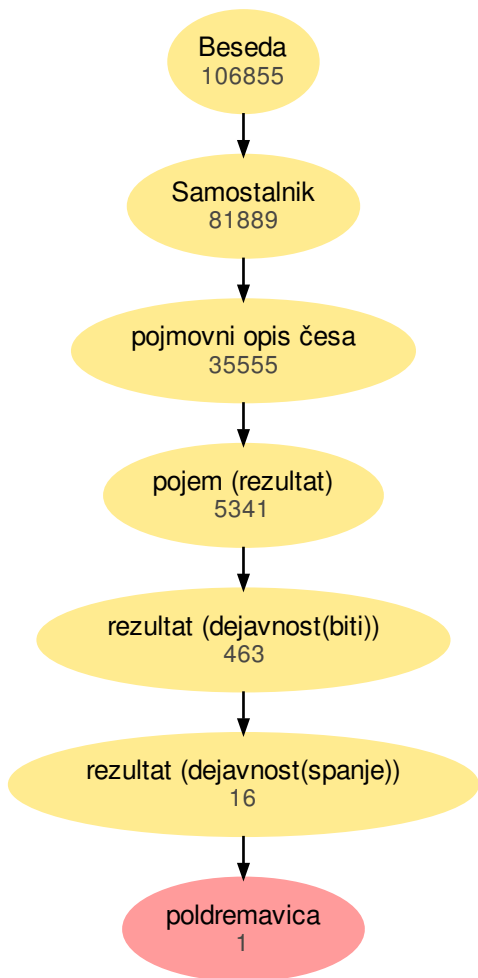 Beseda
106855
Samostalnik
81889
pojmovni opis česa
35555
pojem (rezultat)
5341
rezultat (dejavnost(biti))
463
rezultat (dejavnost(spanje))
16
poldremavica
1